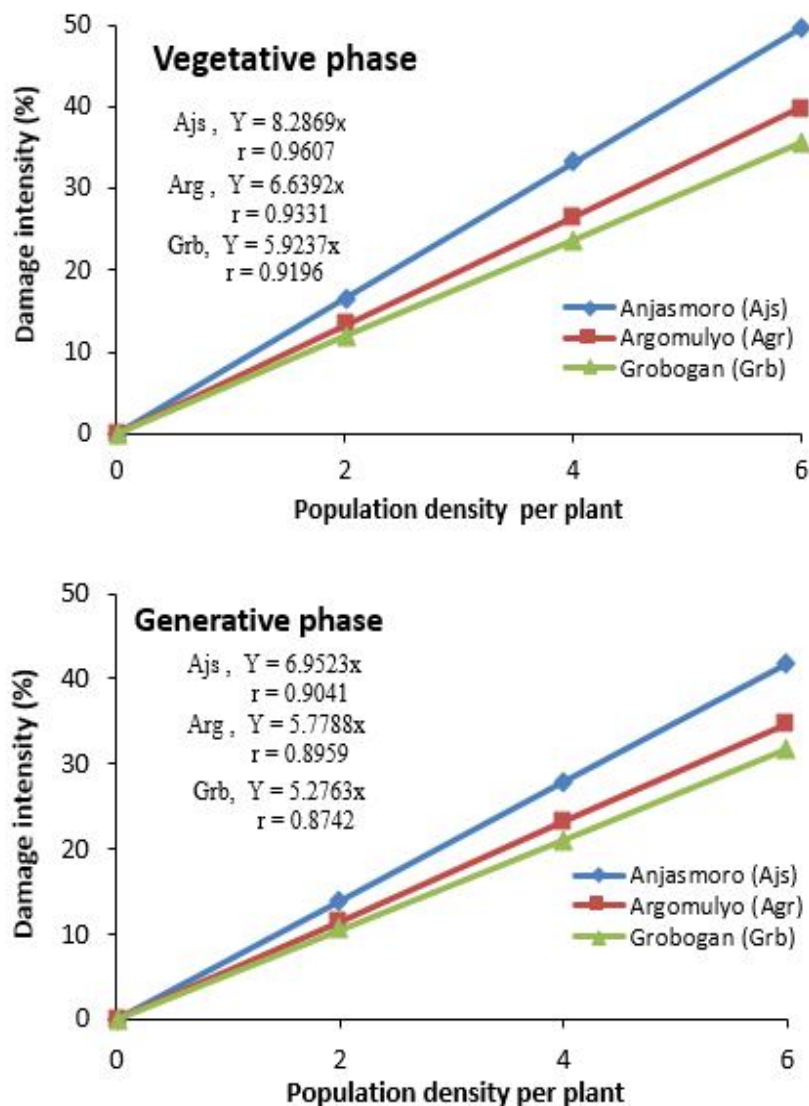 Vegetative phase
Damage intensity (%)
50
40
30
20
10
0
Ajs , Y = 8.2869x
r = 0.9607
Arg , Y = 6.6392x
r = 0.9331
Grb, Y = 5.9237x
r = 0.9196
Anjasmoro (Ajs)
Argomulyo (Agr)
Grobogan (Grb)
0 2 4 6
Population density per plant
Generative phase
Damage intensity (%)
50
40
30
20
10
0
Ajs , Y = 6.9523x
r = 0.9041
Arg , Y = 5.7788x
r = 0.8959
Grb, Y = 5.2763x
r = 0.8742
Anjasmoro (Ajs)
Argomulyo (Agr)
Grobogan (Grb)
0 2 4 6
Population density per plant